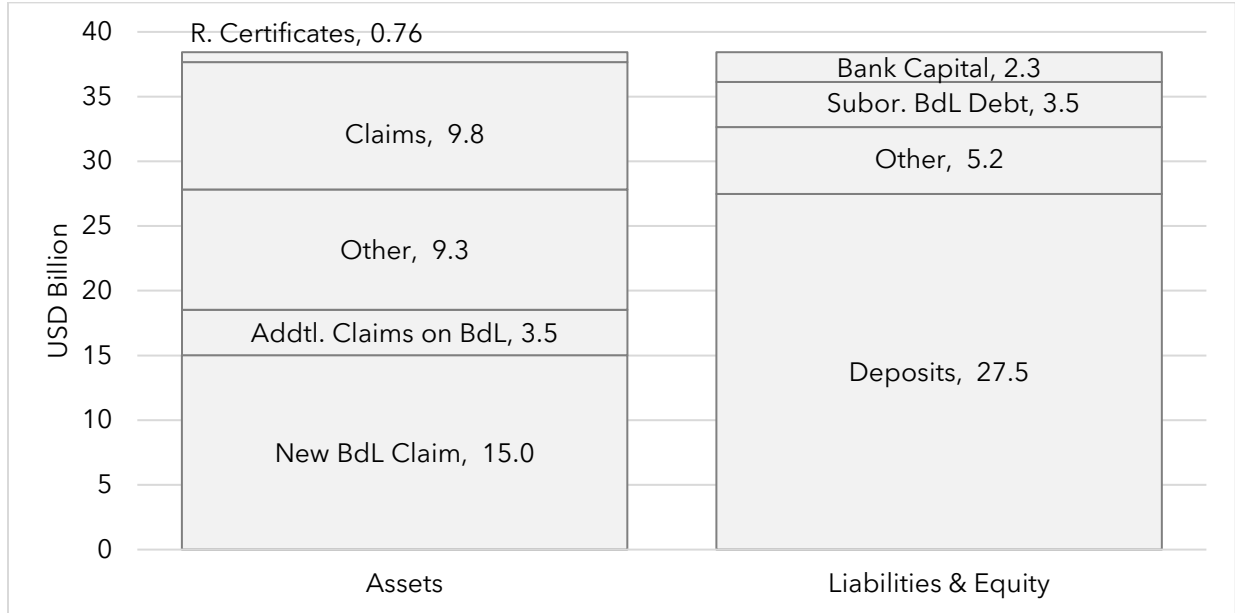 40
35
30
25
20
15
10
5
0
USD Billion
R. Certificates, 0.76
Claims, 9.8
Other, 9.3
Addtl. Claims on BdL, 3.5
New BdL Claim, 15.0
Bank Capital, 2.3
Subor. BdL Debt, 3.5
Other, 5.2
Deposits, 27.5
Assets
Liabilities & Equity